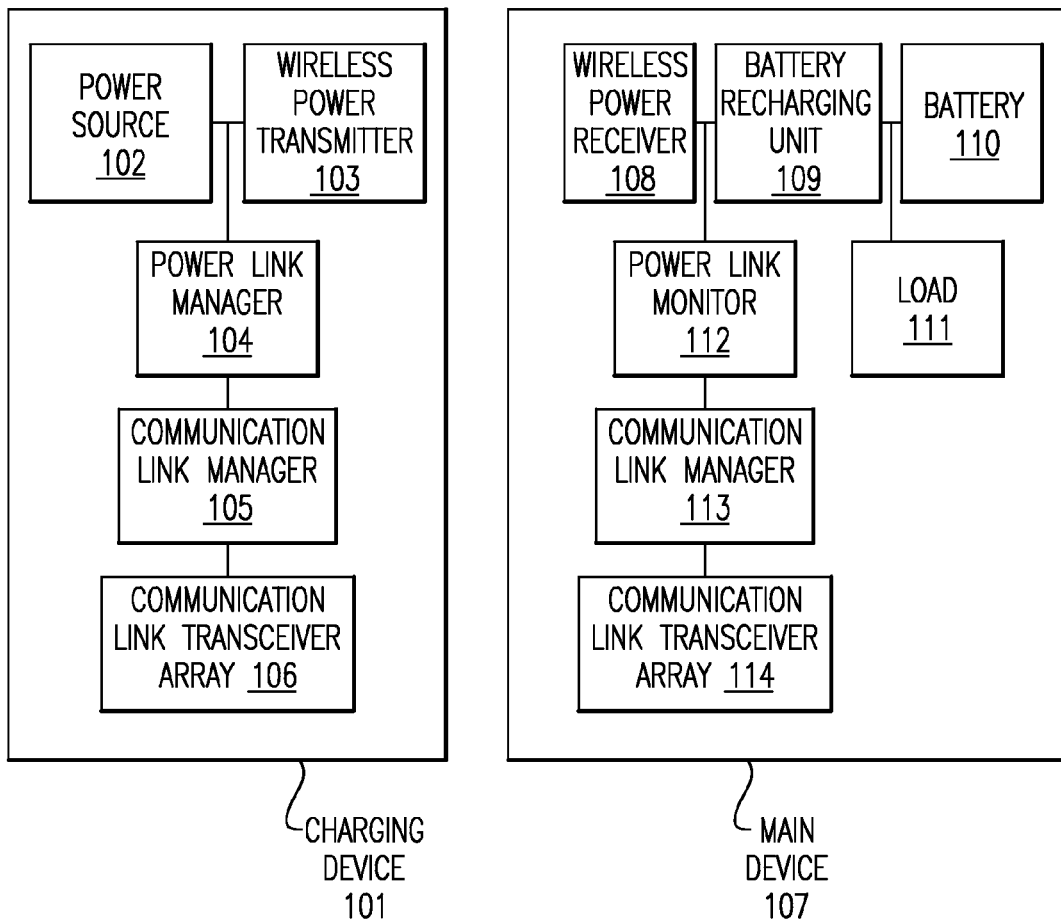 POWER
SOURCE
102
WIRELESS
POWER
TRANSMITTER
103
POWER LINK
MANAGER
104
COMMUNICATION
LINK MANAGER
105
COMMUNICATION
LINK TRANSCEIVER
ARRAY 106
CHARGING
DEVICE
101
WIRELESS
POWER
RECEIVER
108
BATTERY
RECHARGING
UNIT
109
BATTERY
110
POWER LINK
MONITOR
112
LOAD
111
COMMUNICATION
LINK MANAGER
113
COMMUNICATION
LINK TRANSCEIVER
ARRAY 114
MAIN
DEVICE
107